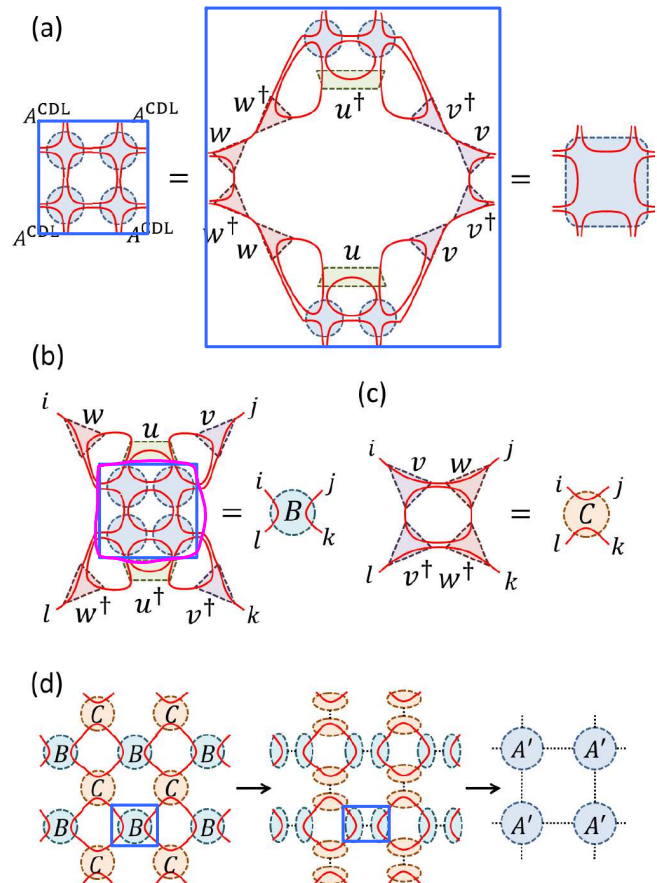 (a)
A^CDL A^CDL
A^CDL A^CDL
=
w† u† v†
w v
w† v†
w u v
=
(b)
i w u v j
l w† u† v† k
=
i j
B
l k
(c)
i v w j
l v† w† k
=
i j
C
l k
(d)
C C
B B B
C C
B B B
C C
A' A'
A' A'